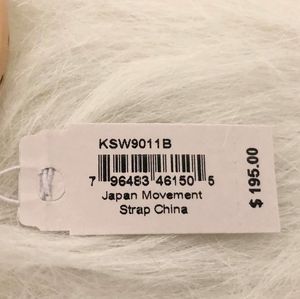 KSW9011B
7 96483 46150 5
Japan Movement
Strap China
$ 195.00